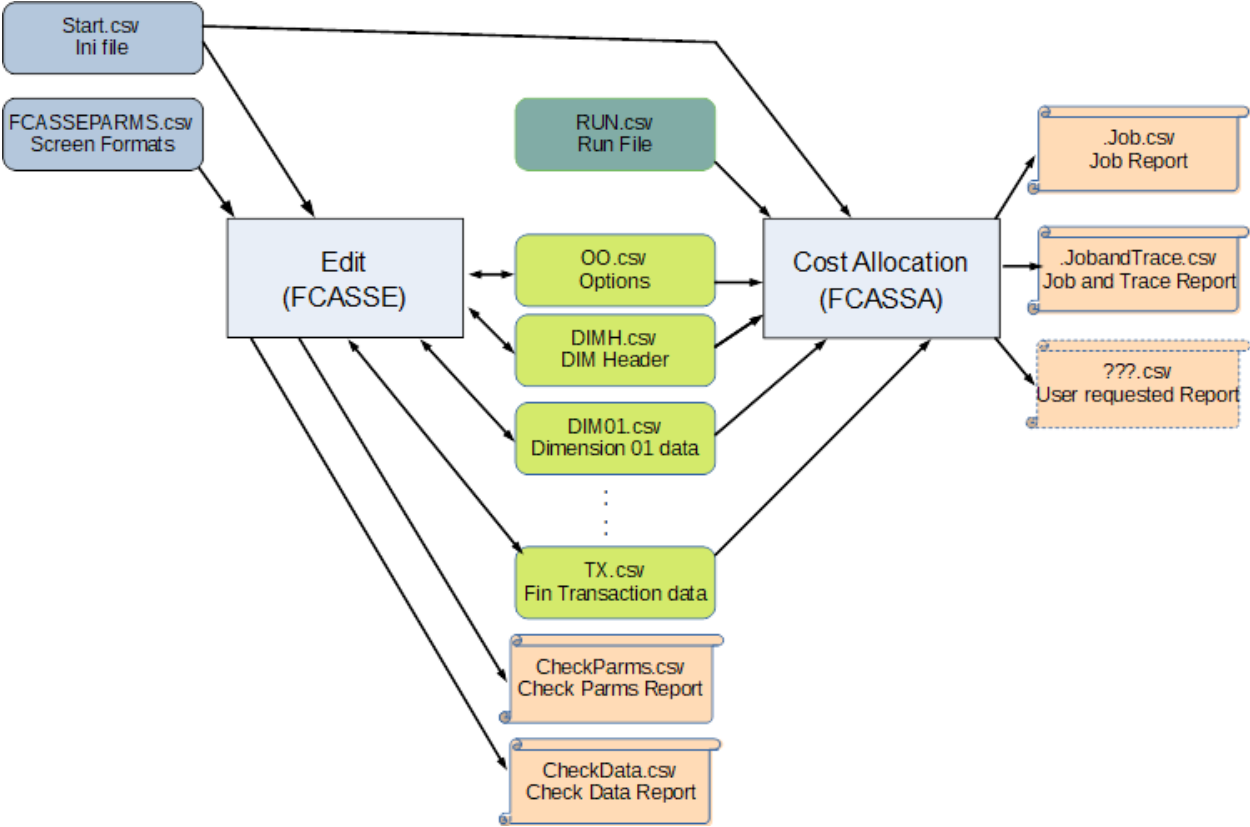 Start.csv
Ini file
FCASSEPARMS.csv
Screen Formats
RUN.csv
Run File
.Job.csv
Job Report
Edit
(FCASSE)
OO.csv
Options
Cost Allocation
(FCASSA)
.JobandTrace.csv
Job and Trace Report
DIMH.csv
DIM Header
???.csv
User requested Report
DIM01.csv
Dimension 01 data
TX.csv
Fin Transaction data
CheckParms.csv
Check Parms Report
CheckData.csv
Check Data Report